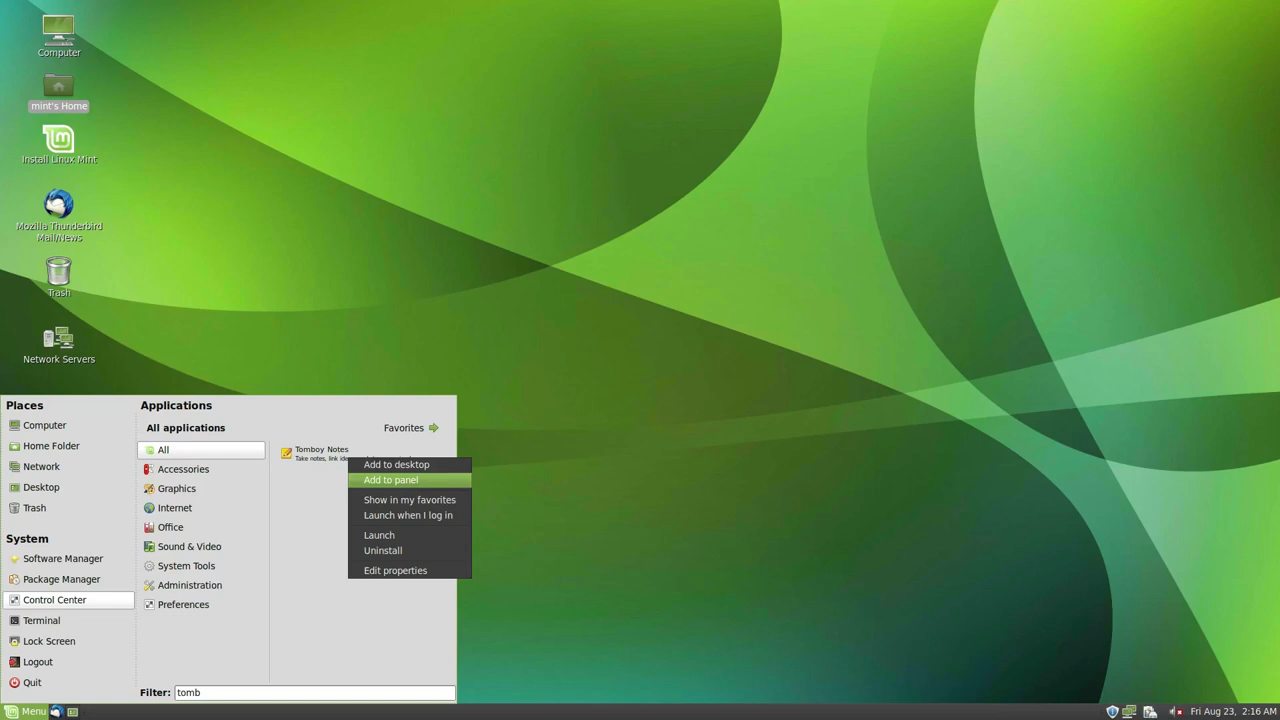 Computer
mint's Home
Install Linux Mint
Mozilla Thunderbird
Mail/News
Trash
Network Servers
Places
Computer
Home Folder
Network
Desktop
Trash
System
Software Manager
Package Manager
Control Center
Terminal
Lock Screen
Logout
Quit
Applications
All applications
Favorites
All
Accessories
Graphics
Internet
Office
Sound & Video
System Tools
Administration
Preferences
Tomboy Notes
Take notes, link
Add to desktop
Add to panel
Show in my favorites
Launch when I log in
Launch
Uninstall
Edit properties
Filter: tomb
Menu
Fri Aug 23, 2:16 AM